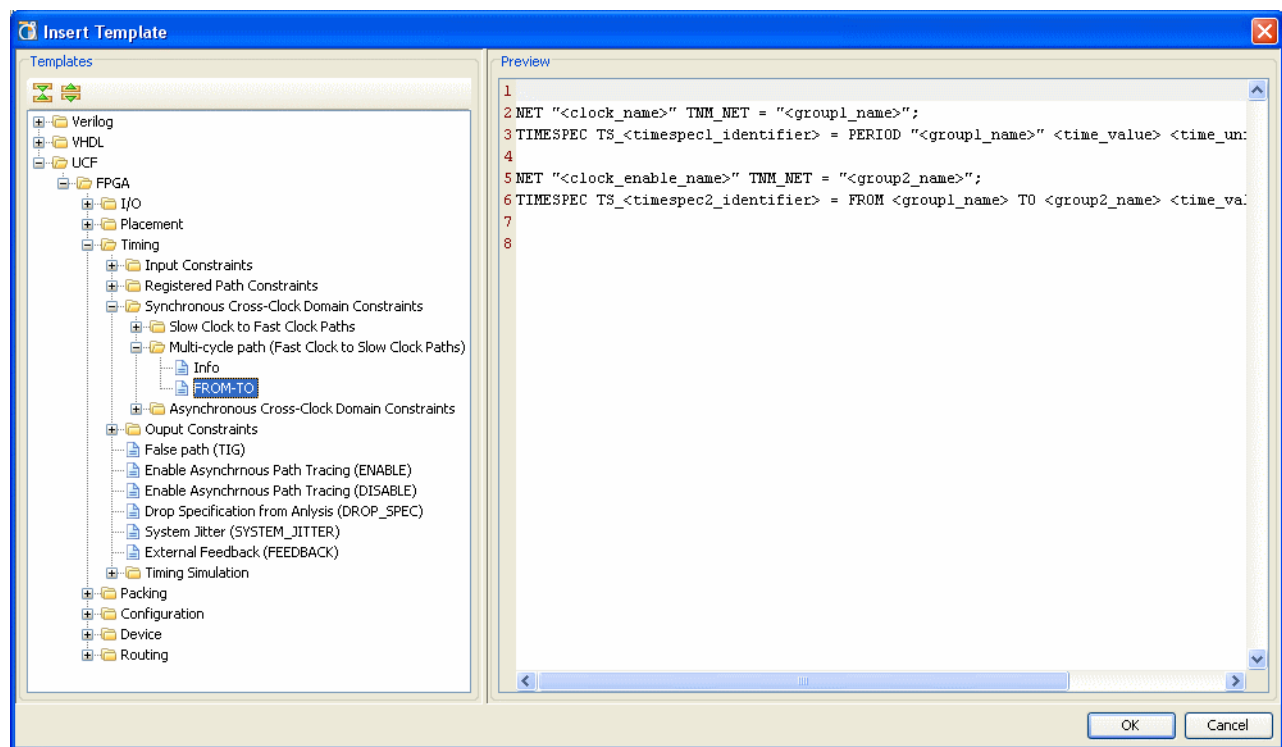 Insert Template
Templates
Verilog
VHDL
UCF
FPGA
I/O
Placement
Timing
Input Constraints
Registered Path Constraints
Synchronous Cross-Clock Domain Constraints
Slow Clock to Fast Clock Paths
Multi-cycle path (Fast Clock to Slow Clock Paths)
Info
FROM-TO
Asynchronous Cross-Clock Domain Constraints
Ouput Constraints
False path (TIG)
Enable Asynchrnous Path Tracing (ENABLE)
Enable Asynchrnous Path Tracing (DISABLE)
Drop Specification from Anlysis (DROP_SPEC)
System Jitter (SYSTEM_JITTER)
External Feedback (FEEDBACK)
Timing Simulation
Packing
Configuration
Device
Routing
Preview
1
2 NET "<clock_name>" TNM_NET = "<group1_name>";
3 TIMESPEC TS_<timespec1_identifier> = PERIOD "<group1_name>" <time_value> <time_uni
4
5 NET "<clock_enable_name>" TNM_NET = "<group2_name>";
6 TIMESPEC TS_<timespec2_identifier> = FROM <group1_name> TO <group2_name> <time_val
7
8
OK
Cancel